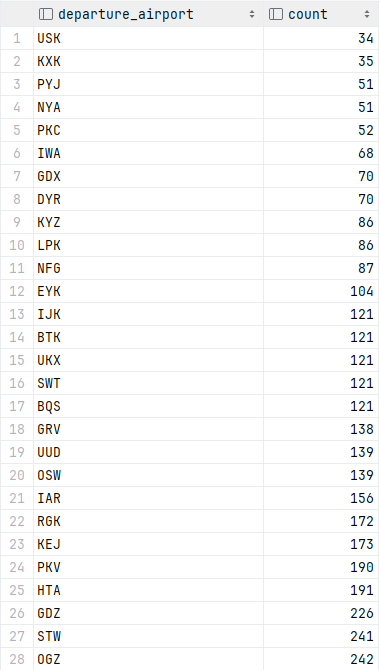 departure_airport count
1 USK 34
2 KXK 35
3 PYJ 51
4 NYA 51
5 PKC 52
6 IWA 68
7 GDX 70
8 DYR 70
9 KYZ 86
10 LPK 86
11 NFG 87
12 EYK 104
13 IJK 121
14 BTK 121
15 UKX 121
16 SWT 121
17 BQS 121
18 GRV 138
19 UUD 139
20 OSW 139
21 IAR 156
22 RGK 172
23 KEJ 173
24 PKV 190
25 HTA 191
26 GDZ 226
27 STW 241
28 OGZ 242